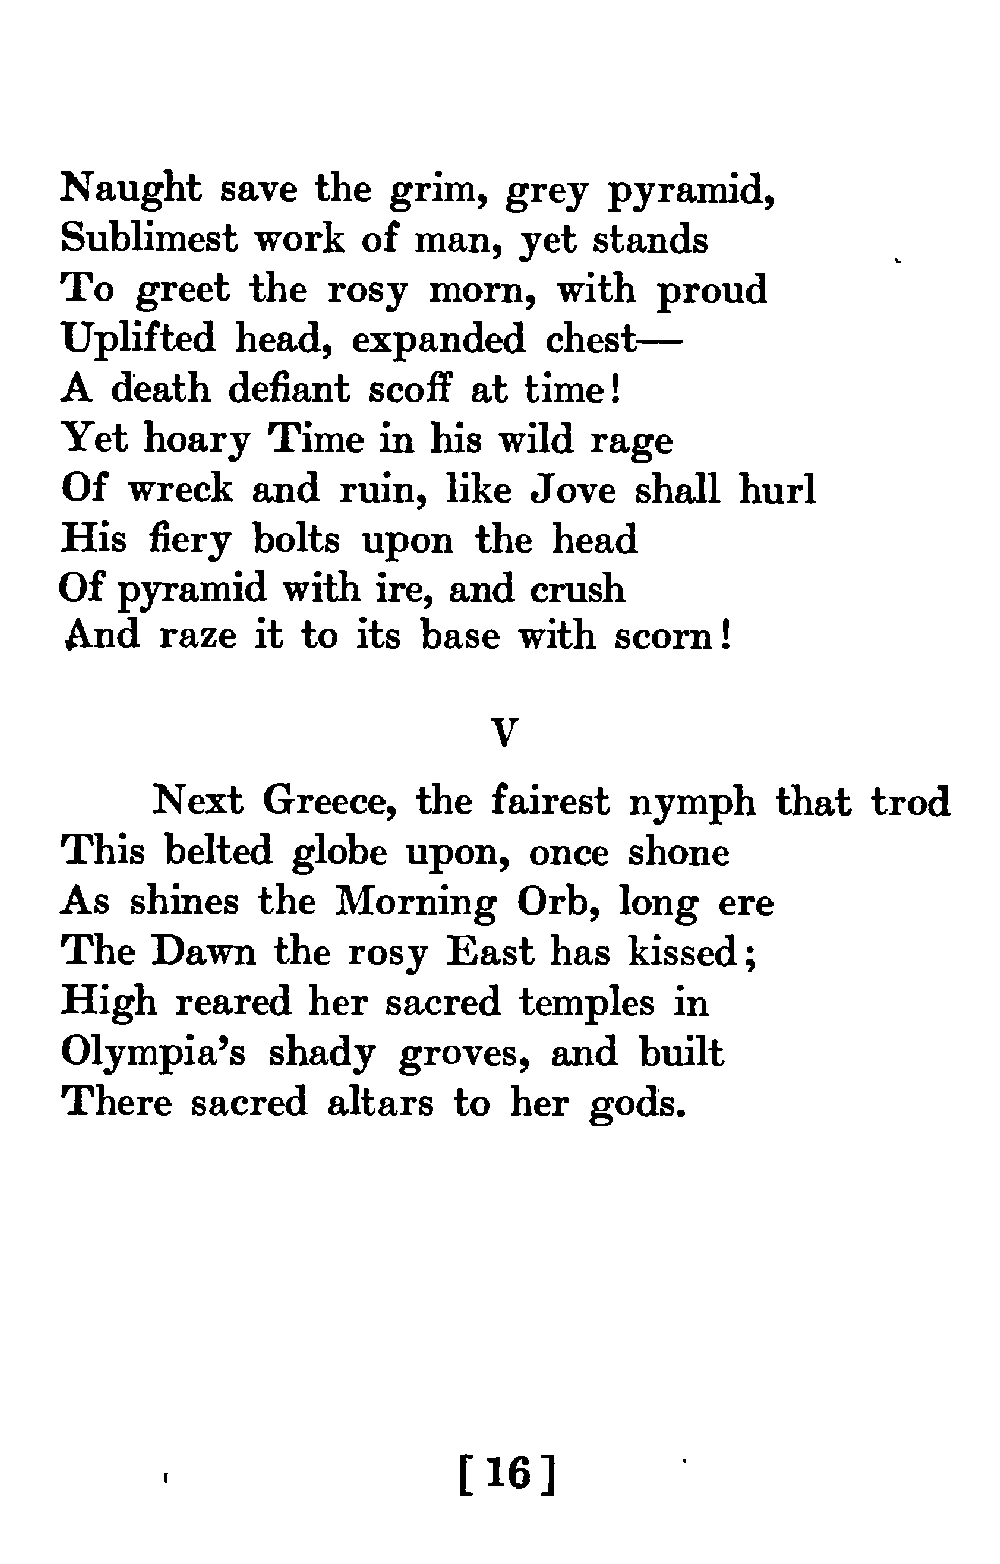 Naught save the grim, grey pyramid,
Sublimest work of man, yet stands
To greet the rosy morn, with proud
Uplifted head, expanded chest—
A death defiant scoff at time!
Yet hoary Time in his wild rage
Of wreck and ruin, like Jove shall hurl
His fiery bolts upon the head
Of pyramid with ire, and crush
And raze it to its base with scorn!
V
Next Greece, the fairest nymph that trod
This belted globe upon, once shone
As shines the Morning Orb, long ere
The Dawn the rosy East has kissed;
High reared her sacred temples in
Olympia's shady groves, and built
There sacred altars to her gods.
[16]